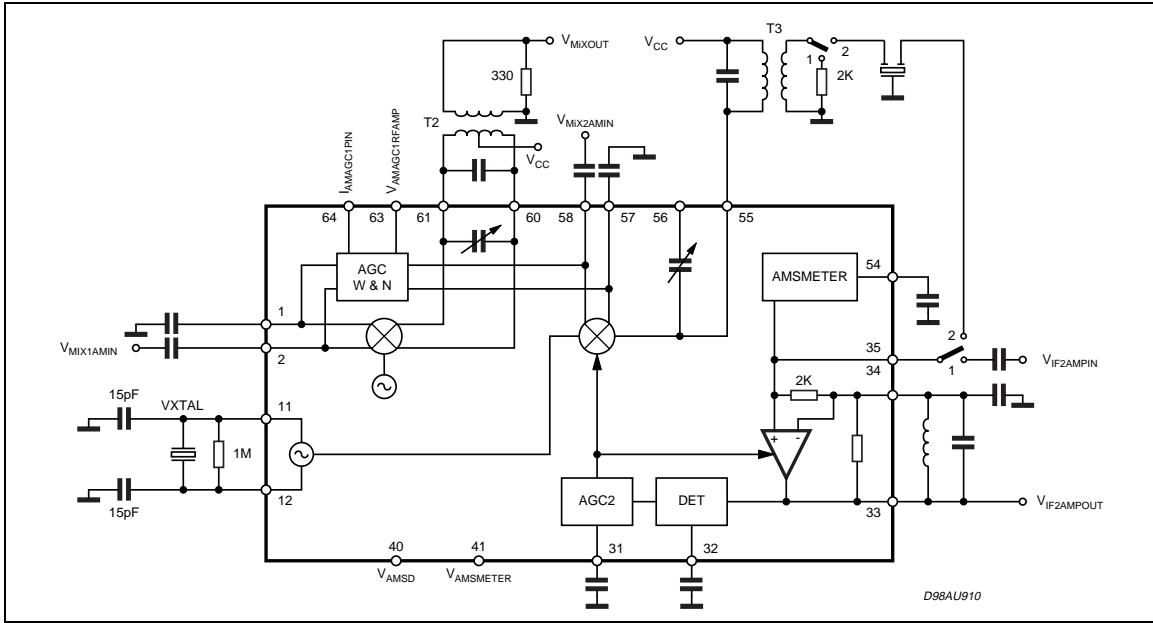 T3
VMiXOUT
VCC
2
1
330
2K
T2
VMiX2AMIN
VCC
IAMAGC1PIN
VAMAGC1RFAMP
64
63
61
60
58
57
56
55
AGC
W & N
AMSMETER
54
1
2
VMIX1AMIN
2
35
34
1
VIF2AMPIN
15pF
VXTAL
11
2K
1M
+
-
12
15pF
AGC2
DET
33
VIF2AMPOUT
40
41
31
32
VAMSD
VAMSMETER
D98AU910